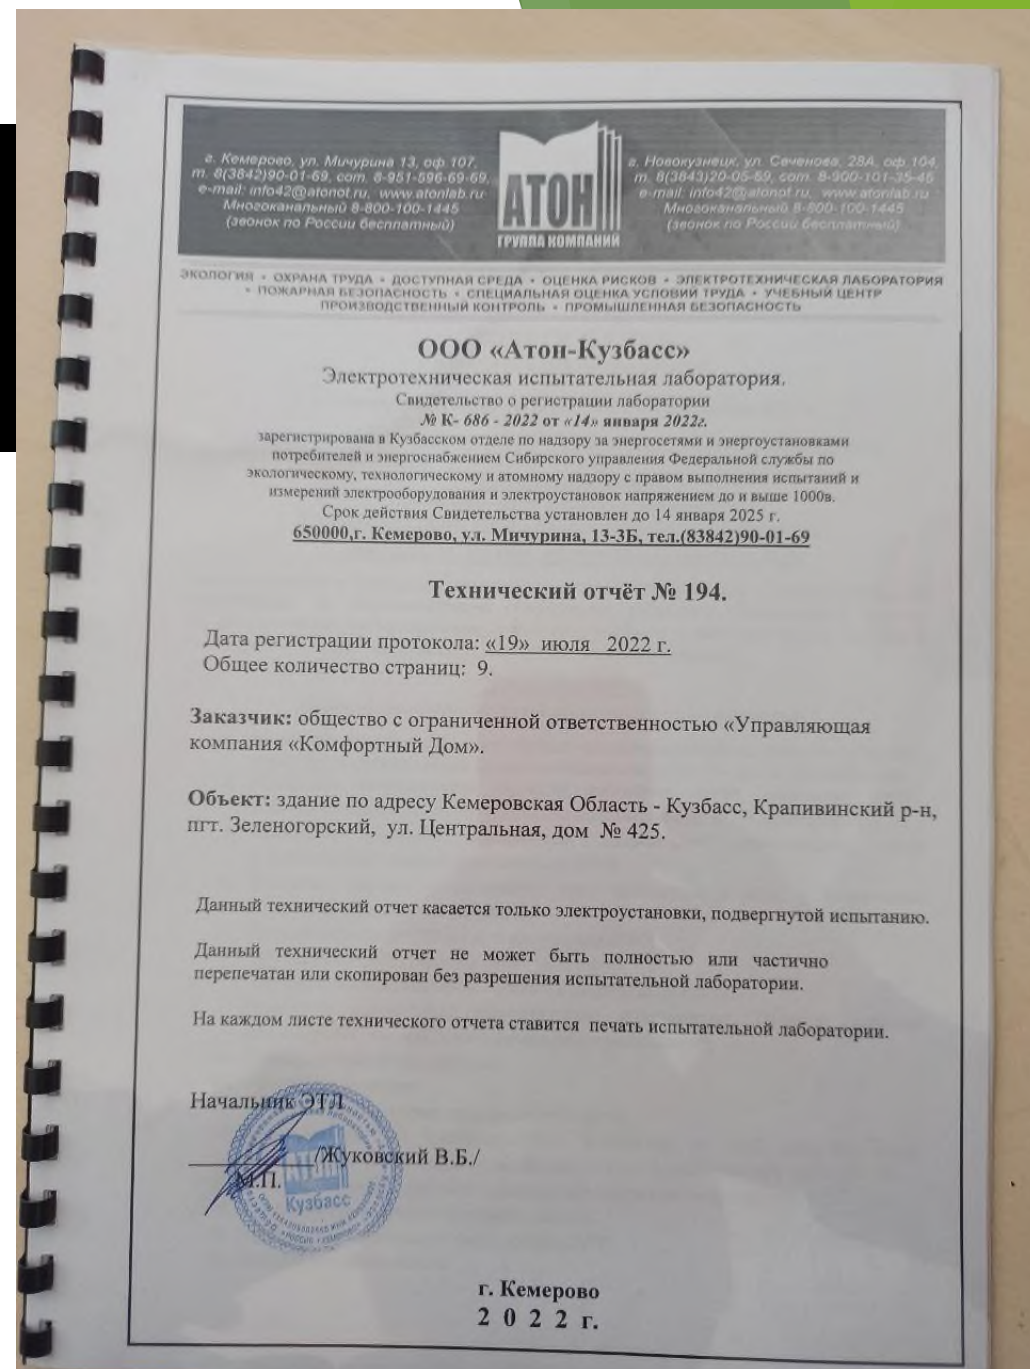 г. Кемерово, ул. Мичурина 13, оф 107,
т. 8(3842)90-01-69, сот. 8-951-596-69-69,
e-mail: info42@atonot.ru, www.atonlab.ru
Многоканальный 8-800-100-1445
(звонок по России бесплатный)
АТОН
ГРУППА КОМПАНИЙ
г. Новокузнецк, ул. Сеченова, 28А, оф 104,
т. 8(3843)20-05-69, сот. 8-900-101-35-45
e-mail: info42@atonot.ru, www.atonlab.ru
Многоканальный 8-800-100-1445
(звонок по России бесплатный)
ЭКОЛОГИЯ • ОХРАНА ТРУДА • ДОСТУПНАЯ СРЕДА • ОЦЕНКА РИСКОВ • ЭЛЕКТРОТЕХНИЧЕСКАЯ ЛАБОРАТОРИЯ
• ПОЖАРНАЯ БЕЗОПАСНОСТЬ • СПЕЦИАЛЬНАЯ ОЦЕНКА УСЛОВИЙ ТРУДА • УЧЕБНЫЙ ЦЕНТР
ПРОИЗВОДСТВЕННЫЙ КОНТРОЛЬ • ПРОМЫШЛЕННАЯ БЕЗОПАСНОСТЬ
ООО «Атон-Кузбасс»
Электротехническая испытательная лаборатория.
Свидетельство о регистрации лаборатории
№ К- 686 - 2022 от «14» января 2022г.
зарегистрирована в Кузбасском отделе по надзору за энергосетями и энергоустановками
потребителей и энергоснабжением Сибирского управления Федеральной службы по
экологическому, технологическому и атомному надзору с правом выполнения испытаний и
измерений электрооборудования и электроустановок напряжением до и выше 1000в.
Срок действия Свидетельства установлен до 14 января 2025 г.
650000,г. Кемерово, ул. Мичурина, 13-3Б, тел.(83842)90-01-69
Технический отчёт № 194.
Дата регистрации протокола: «19» июля 2022 г.
Общее количество страниц: 9.
Заказчик: общество с ограниченной ответственностью «Управляющая
компания «Комфортный Дом».
Объект: здание по адресу Кемеровская Область - Кузбасс, Крапивинский р-н,
пгт. Зеленогорский, ул. Центральная, дом № 425.
Данный технический отчет касается только электроустановки, подвергнутой испытанию.
Данный технический отчет не может быть полностью или частично
перепечатан или скопирован без разрешения испытательной лаборатории.
На каждом листе технического отчета ставится печать испытательной лаборатории.
Начальник ЭТЛ
/Жуковский В.Б./
М.П.
АТОН
Кузбасс
г. Кемерово
2 0 2 2 г.